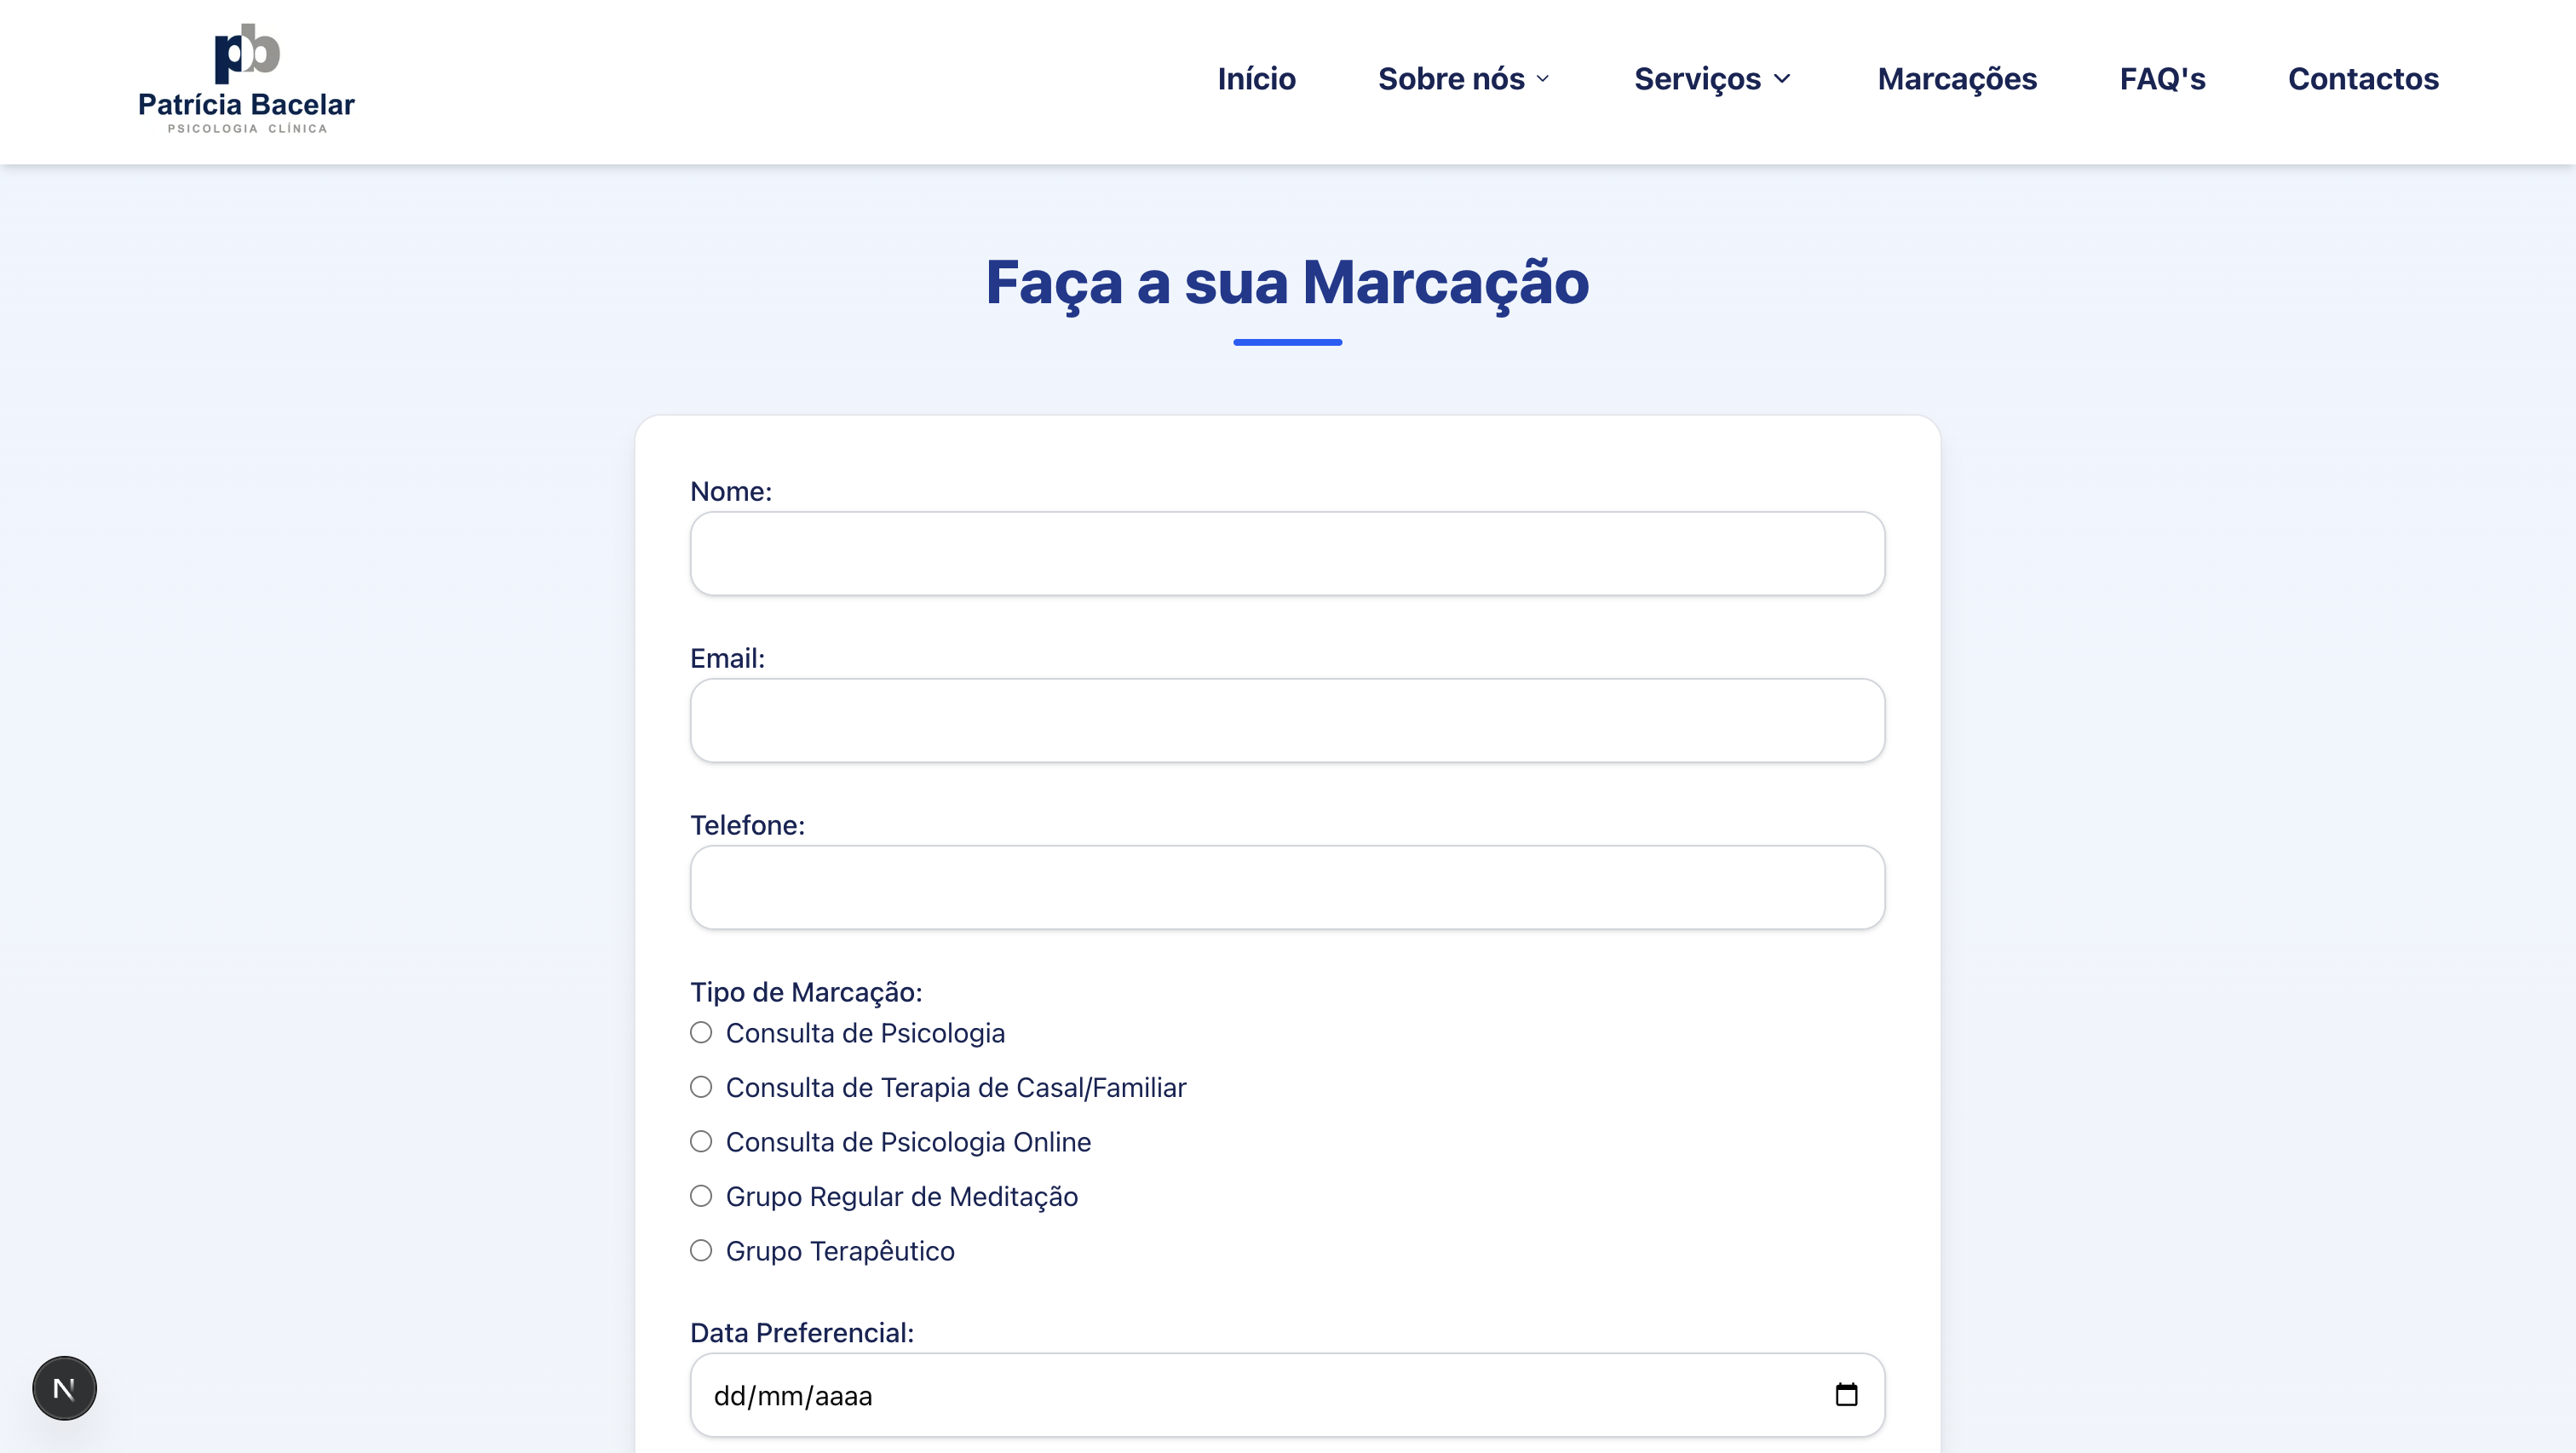 pb
Patrícia Bacelar
PSICOLOGIA CLÍNICA
Início
Sobre nós
Serviços
Marcações
FAQ's
Contactos
Faça a sua Marcação
Nome:
Email:
Telefone:
Tipo de Marcação:
Consulta de Psicologia
Consulta de Terapia de Casal/Familiar
Consulta de Psicologia Online
Grupo Regular de Meditação
Grupo Terapêutico
Data Preferencial:
dd/mm/aaaa
N